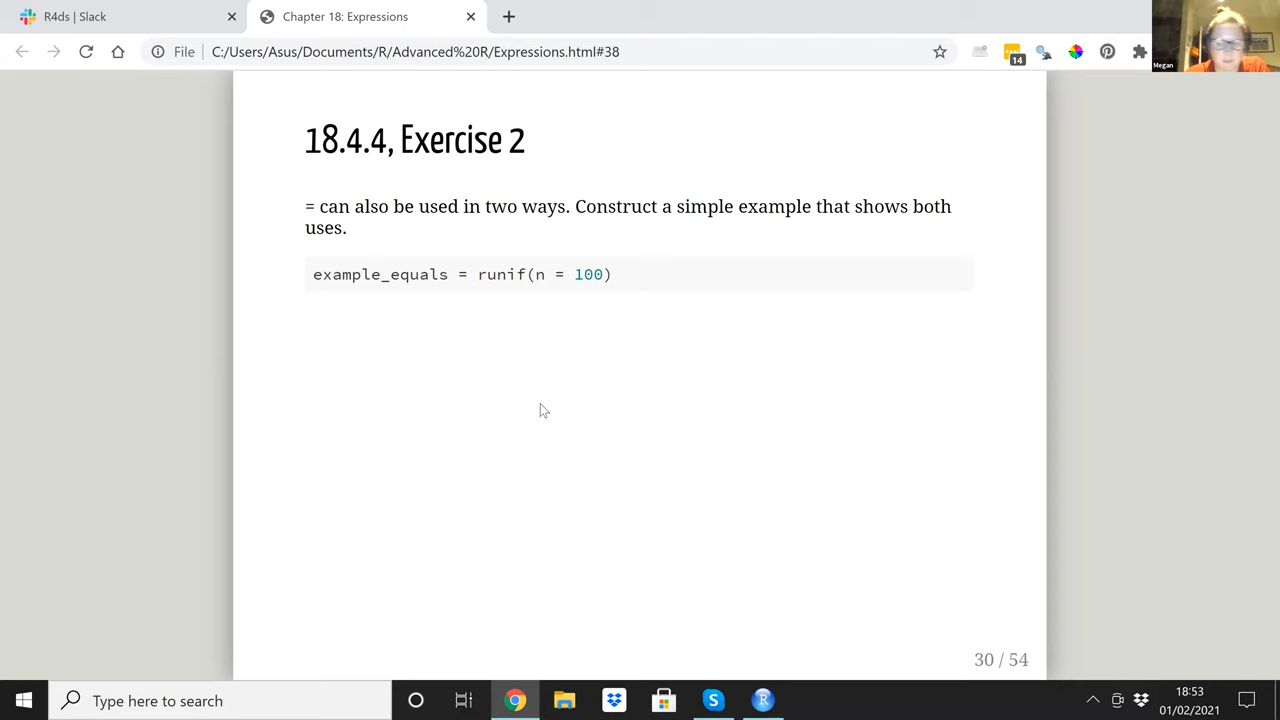 R4ds | Slack
Chapter 18: Expressions
File
C:/Users/Asus/Documents/R/Advanced%20R/Expressions.html#38
14
Megan
18.4.4, Exercise 2
= can also be used in two ways. Construct a simple example that shows both
uses.
example_equals = runif(n = 100)
30 / 54
Type here to search
18:53
01/02/2021